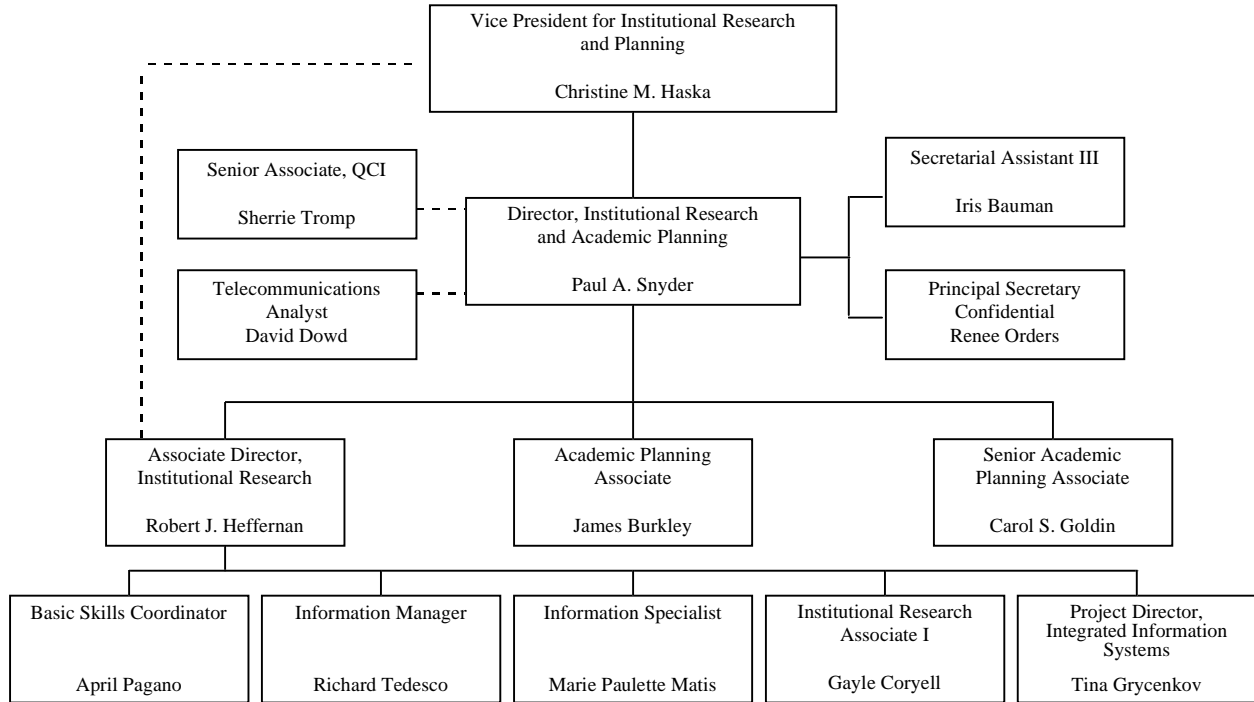 Vice President for Institutional Research
and Planning
Christine M. Haska
Senior Associate, QCI
Sherrie Tromp
Secretarial Assistant III
Iris Bauman
Director, Institutional Research
and Academic Planning
Paul A. Snyder
Telecommunications
Analyst
David Dowd
Principal Secretary
Confidential
Renee Orders
Associate Director,
Institutional Research
Robert J. Heffernan
Academic Planning
Associate
James Burkley
Senior Academic
Planning Associate
Carol S. Goldin
Basic Skills Coordinator
April Pagano
Information Manager
Richard Tedesco
Information Specialist
Marie Paulette Matis
Institutional Research
Associate I
Gayle Coryell
Project Director,
Integrated Information
Systems
Tina Grycenkov